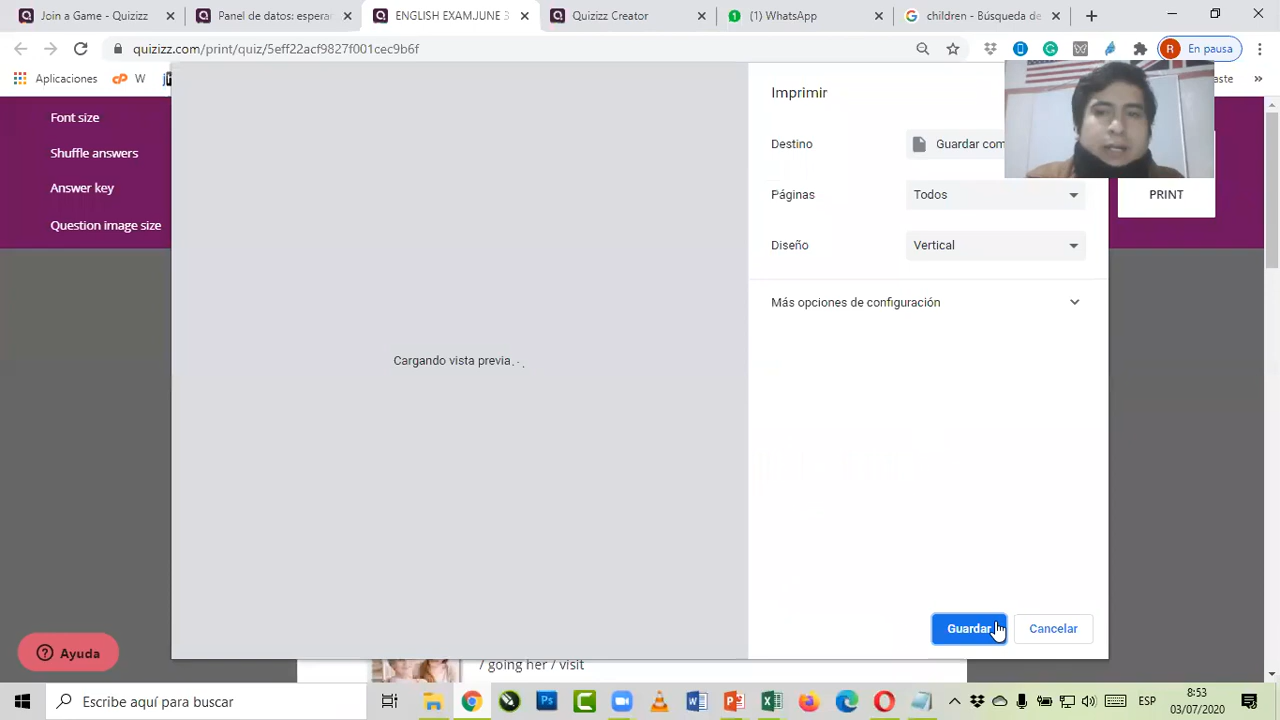 Join a Game - Quizizz
Panel de datos: espera
ENGLISH EXAMJUNE 3
Quizizz Creator
(1) WhatsApp
children - Búsqueda de
quizizz.com/print/quiz/5eff22acf9827f001cec9b6f
R En pausa
Aplicaciones
cP W
Font size
Shuffle answers
Answer key
Question image size
Imprimir
Destino
Guardar com
Páginas
Todos
PRINT
Diseño
Vertical
Más opciones de configuración
Cargando vista previa...
Guardar
Cancelar
Ayuda
/ going her / visit
Escribe aquí para buscar
ESP
8:53
03/07/2020